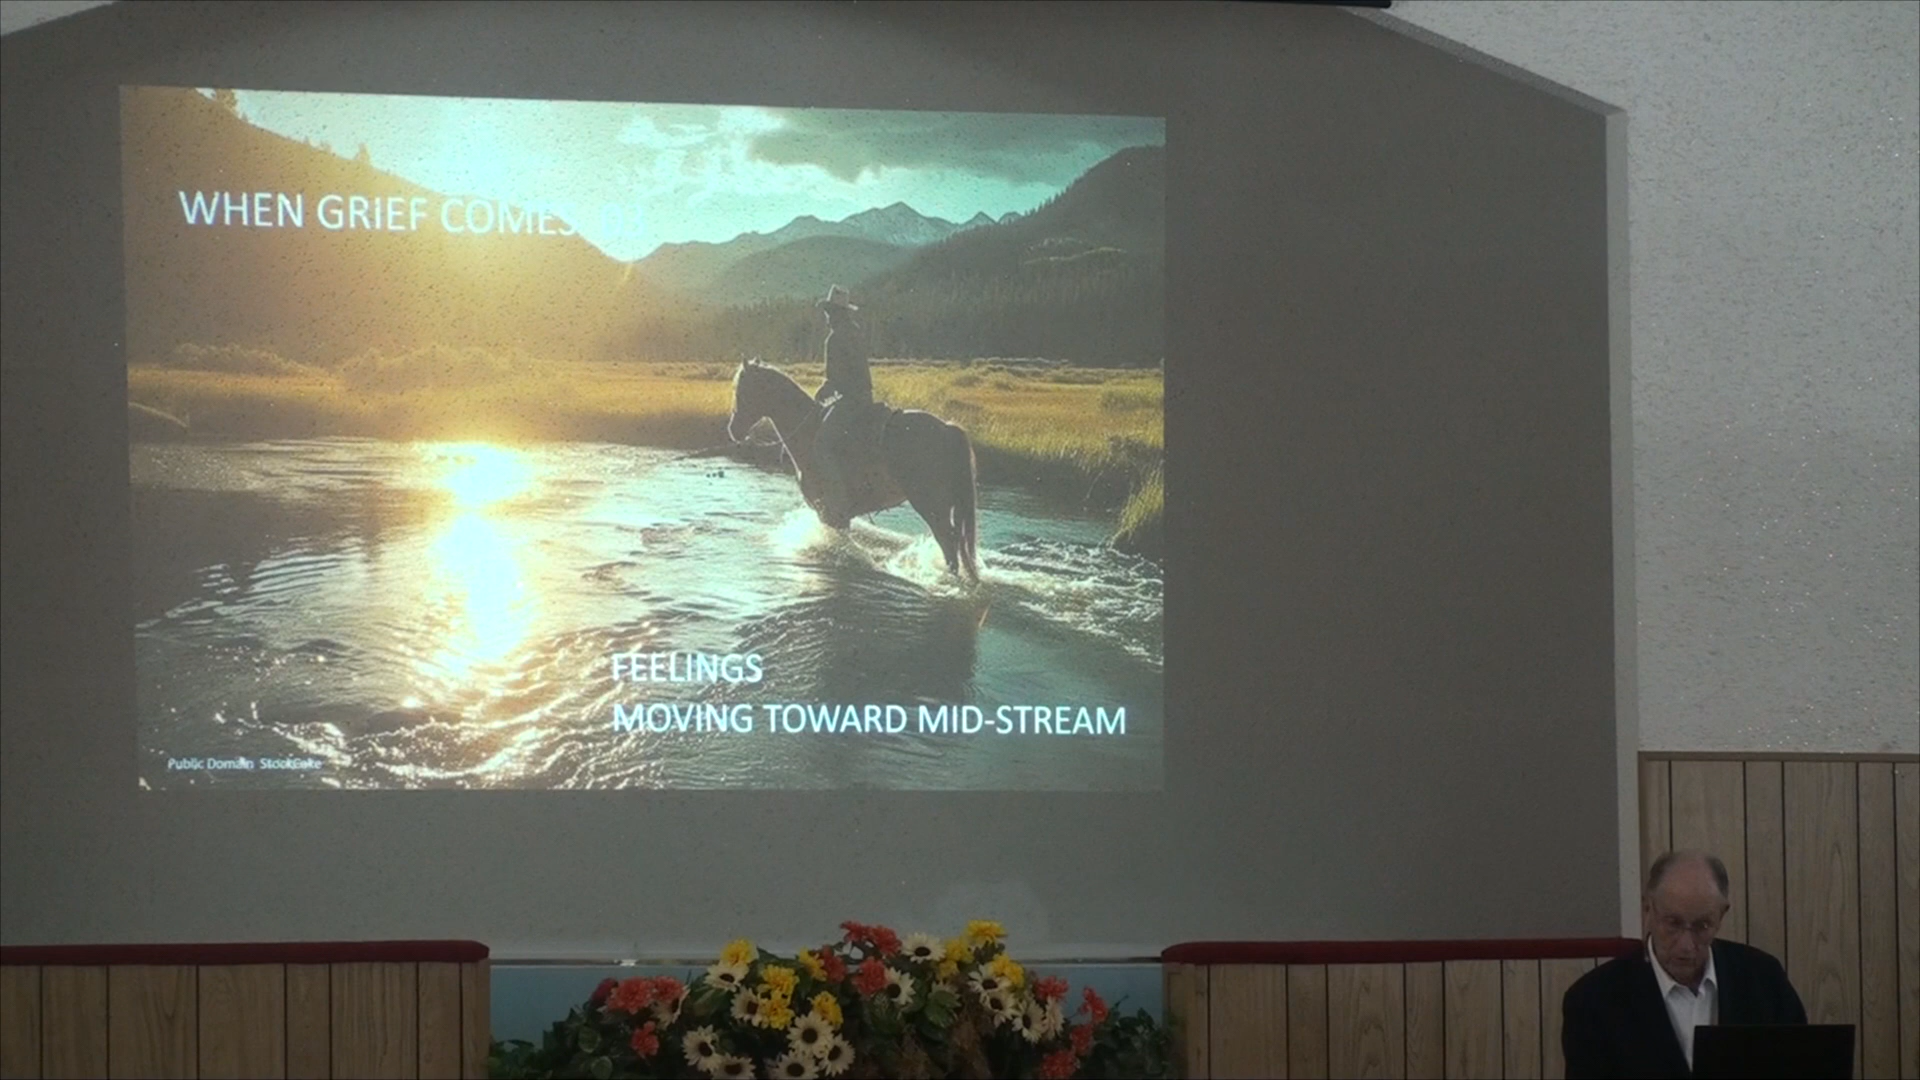 WHEN GRIEF COMES
FEELINGS
MOVING TOWARD MID-STREAM
Public Domain StockCake